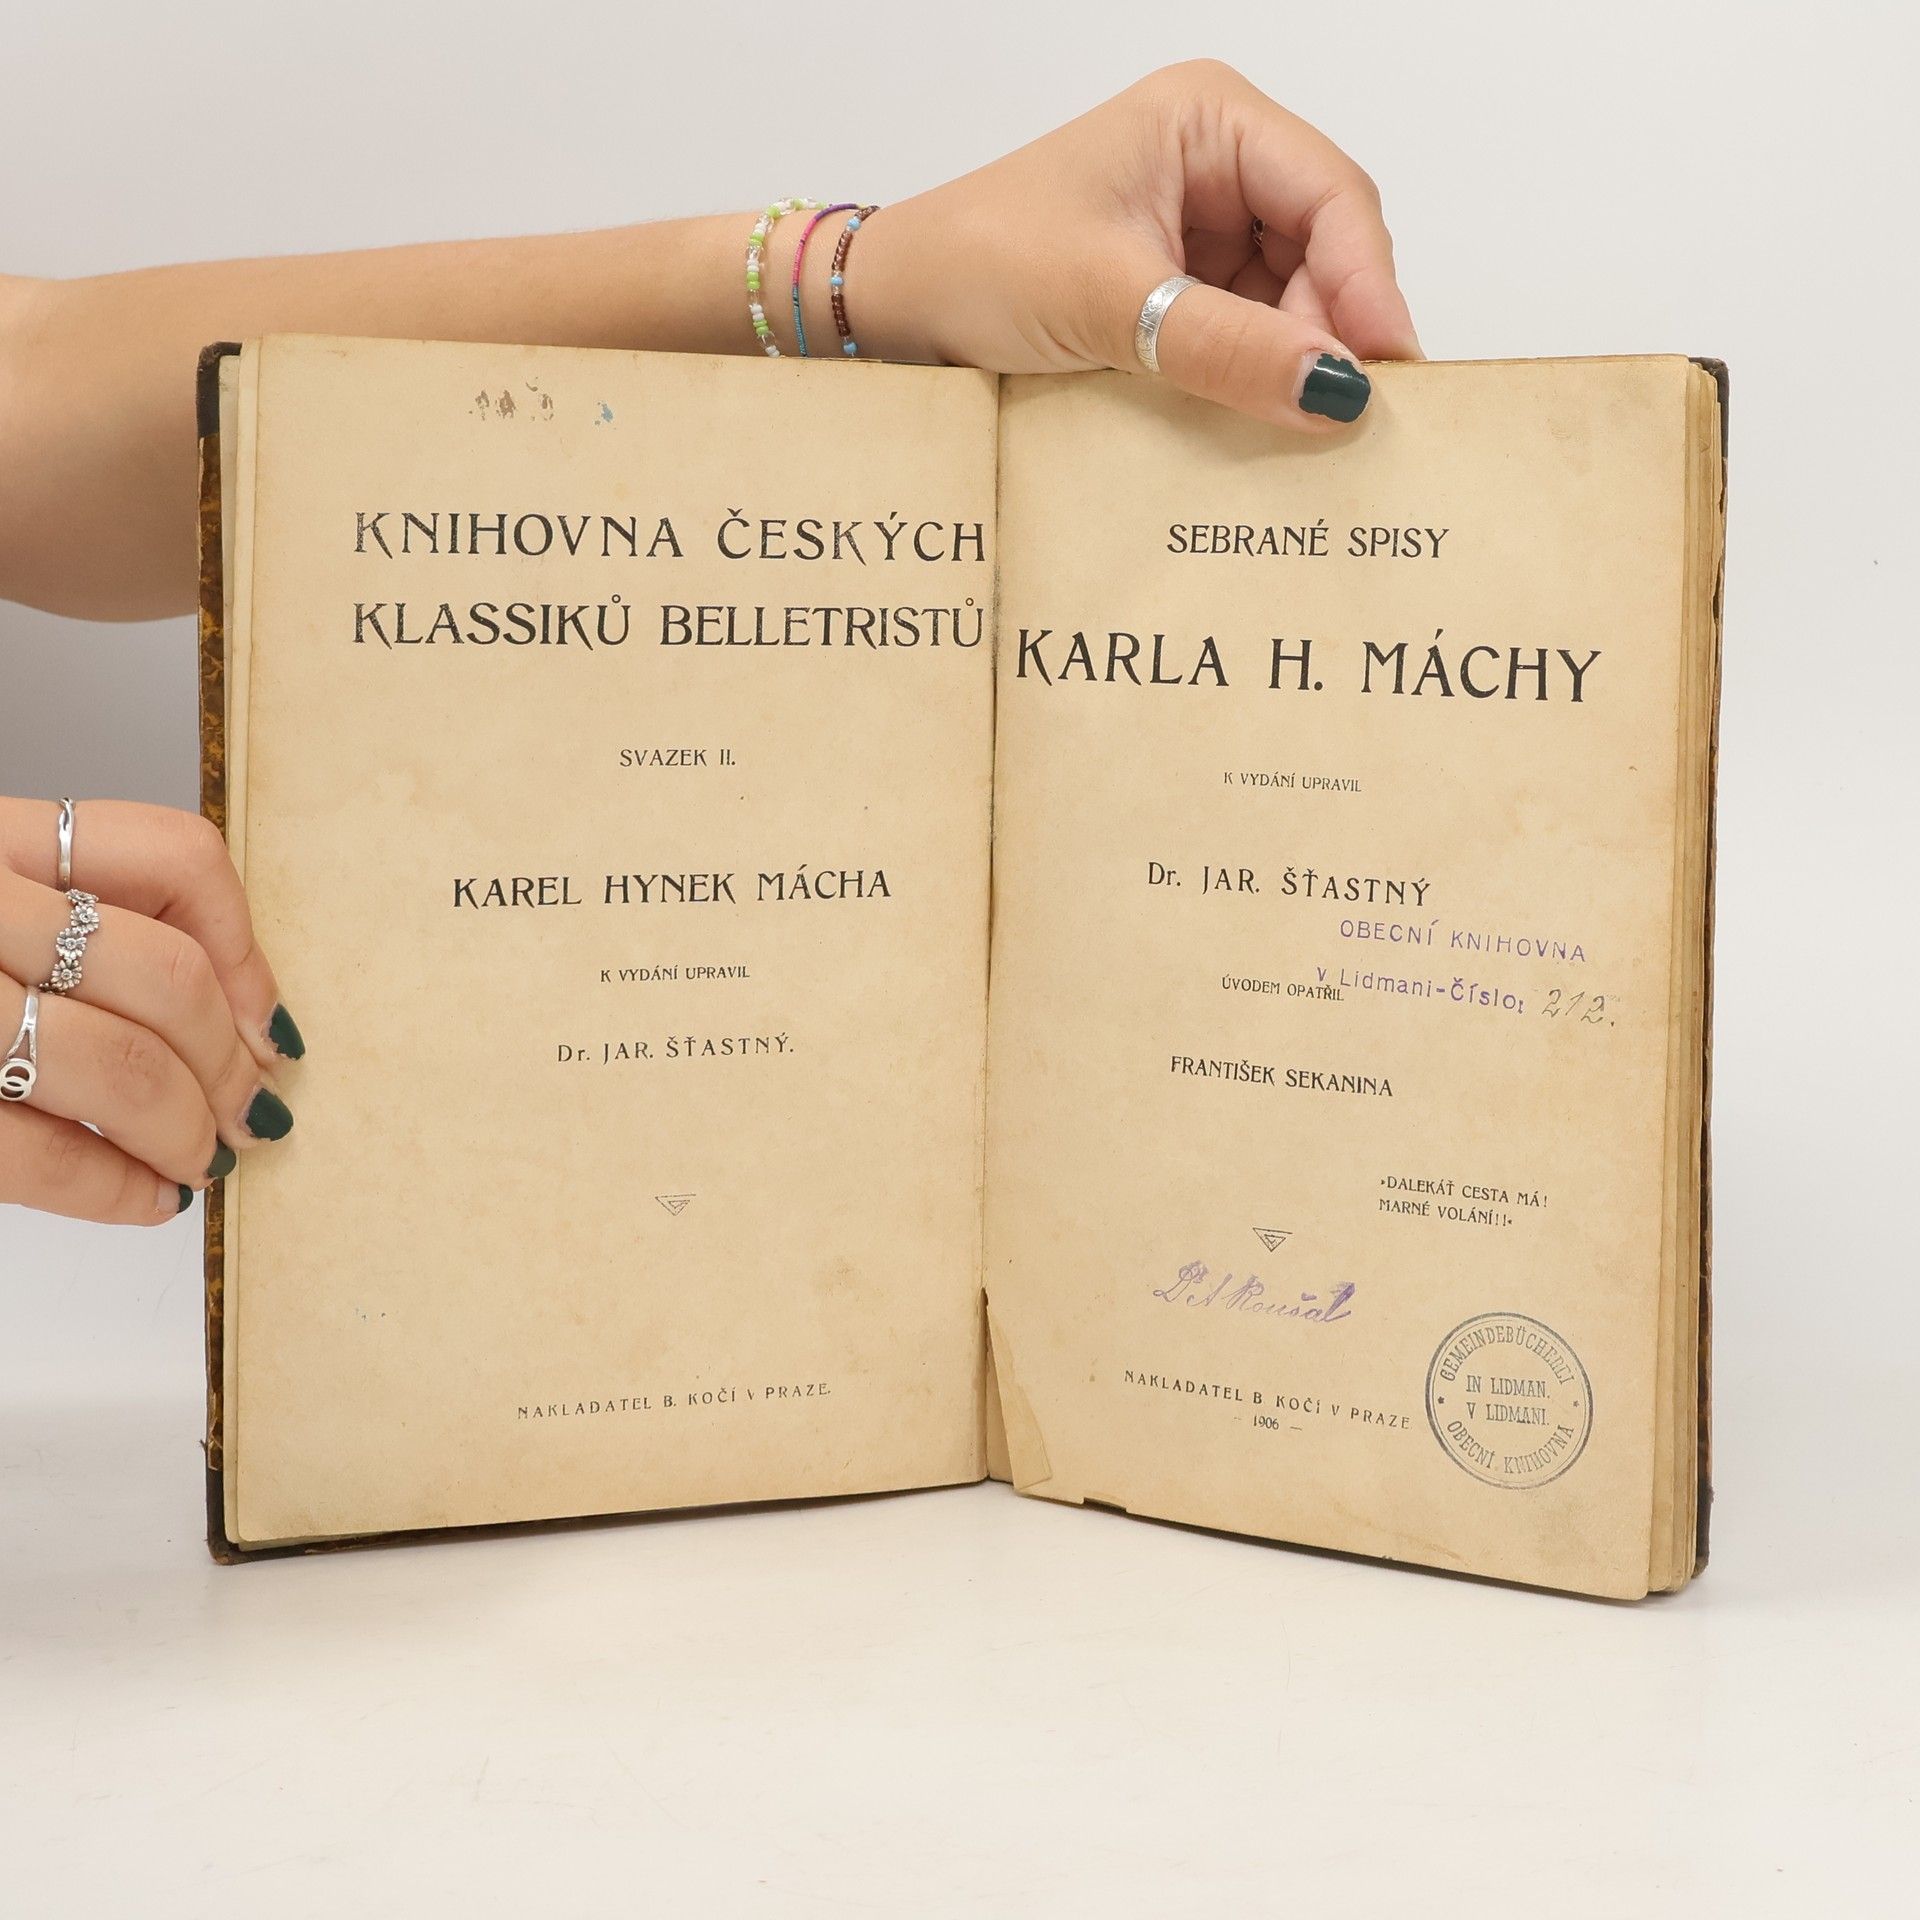 KNIHOVNA ČESKÝCH
KLASSIKŮ BELLETRISTŮ
SVAZEK II.
KAREL HYNEK MÁCHA
K VYDÁNÍ UPRAVIL
Dr. JAR. ŠŤASTNÝ.
NAKLADATEL B. KOČÍ V PRAZE.
SEBRANÉ SPISY
KARLA H. MÁCHY
K VYDÁNÍ UPRAVIL
Dr. JAR. ŠŤASTNÝ
OBECNÍ KNIHOVNA
v Lidmani-Číslo: 212.
ÚVODEM OPATŘIL
FRANTIŠEK SEKANINA
»DALEKÁŤ CESTA MÁ!
MARNÉ VOLÁNÍ!!«
NAKLADATEL B KOČÍ V PRAZE
– 1906 —
GEMEINDEBÜCHEREI
IN LIDMAN.
V LIDMANI.
OBECNÍ KNIHOVNA